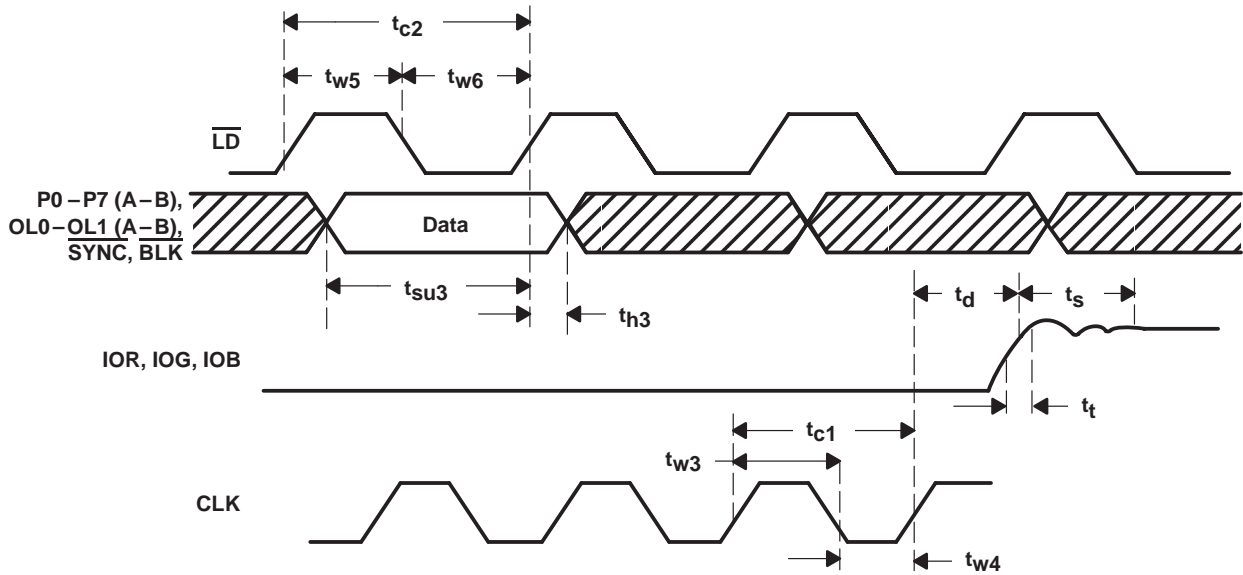 tc2
tw5
tw6
LD
P0–P7 (A–B),
OL0–OL1 (A–B),
SYNC, BLK
Data
tsu3
th3
td
ts
IOR, IOG, IOB
tt
tc1
tw3
CLK
tw4